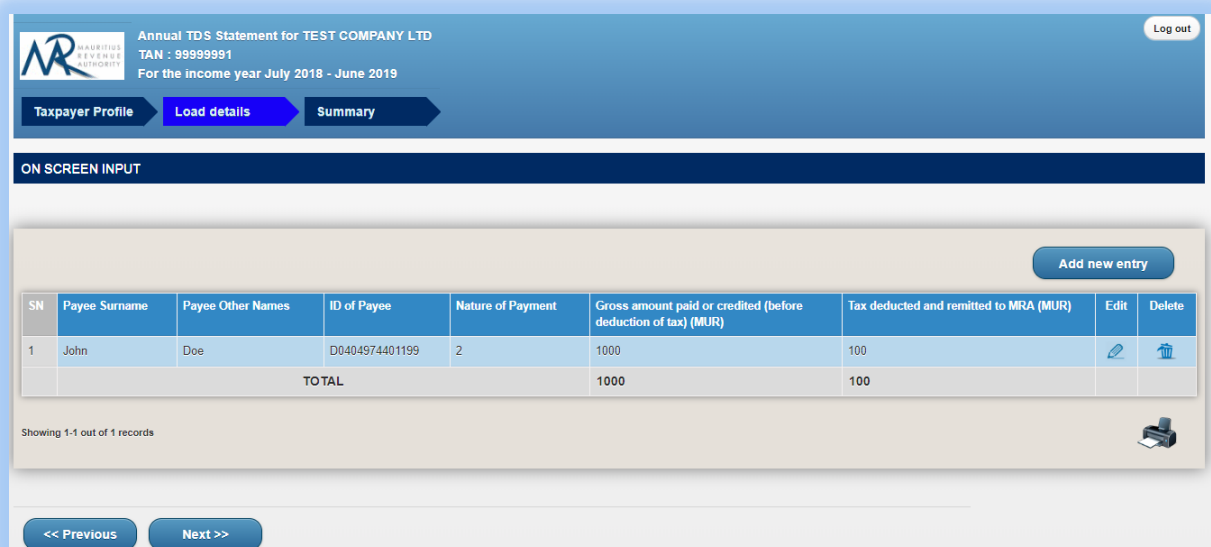 Log out
MAURITIUS
REVENUE
AUTHORITY
Annual TDS Statement for TEST COMPANY LTD
TAN : 99999991
For the income year July 2018 - June 2019
Taxpayer Profile Load details Summary
ON SCREEN INPUT
Add new entry
SN Payee Surname Payee Other Names ID of Payee Nature of Payment Gross amount paid or credited (before deduction of tax) (MUR) Tax deducted and remitted to MRA (MUR) Edit Delete
1 John Doe D0404974401199 2 1000 100
TOTAL 1000 100
Showing 1-1 out of 1 records
<< Previous Next >>